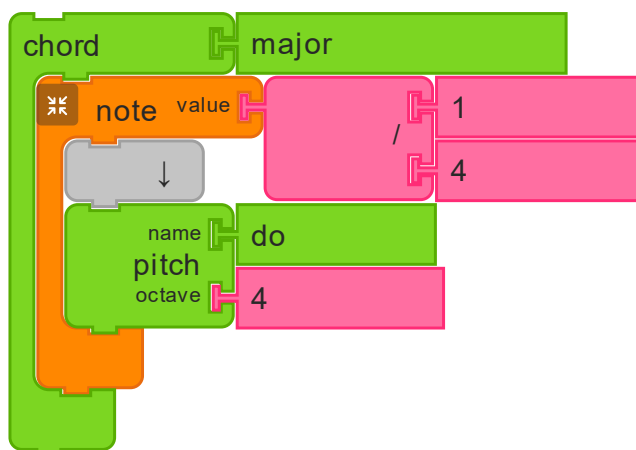 chord major
note value / 1
4
↓
name do
pitch
octave 4